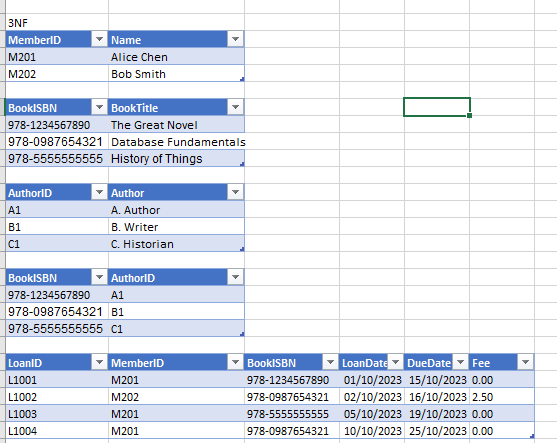 3NF
MemberID Name
M201 Alice Chen
M202 Bob Smith
BookISBN BookTitle
978-1234567890 The Great Novel
978-0987654321 Database Fundamentals
978-5555555555 History of Things
AuthorID Author
A1 A. Author
B1 B. Writer
C1 C. Historian
BookISBN AuthorID
978-1234567890 A1
978-0987654321 B1
978-5555555555 C1
LoanID MemberID BookISBN LoanDate DueDate Fee
L1001 M201 978-1234567890 01/10/2023 15/10/2023 0.00
L1002 M202 978-0987654321 02/10/2023 16/10/2023 2.50
L1003 M201 978-5555555555 05/10/2023 19/10/2023 0.00
L1004 M201 978-0987654321 10/10/2023 25/10/2023 0.00